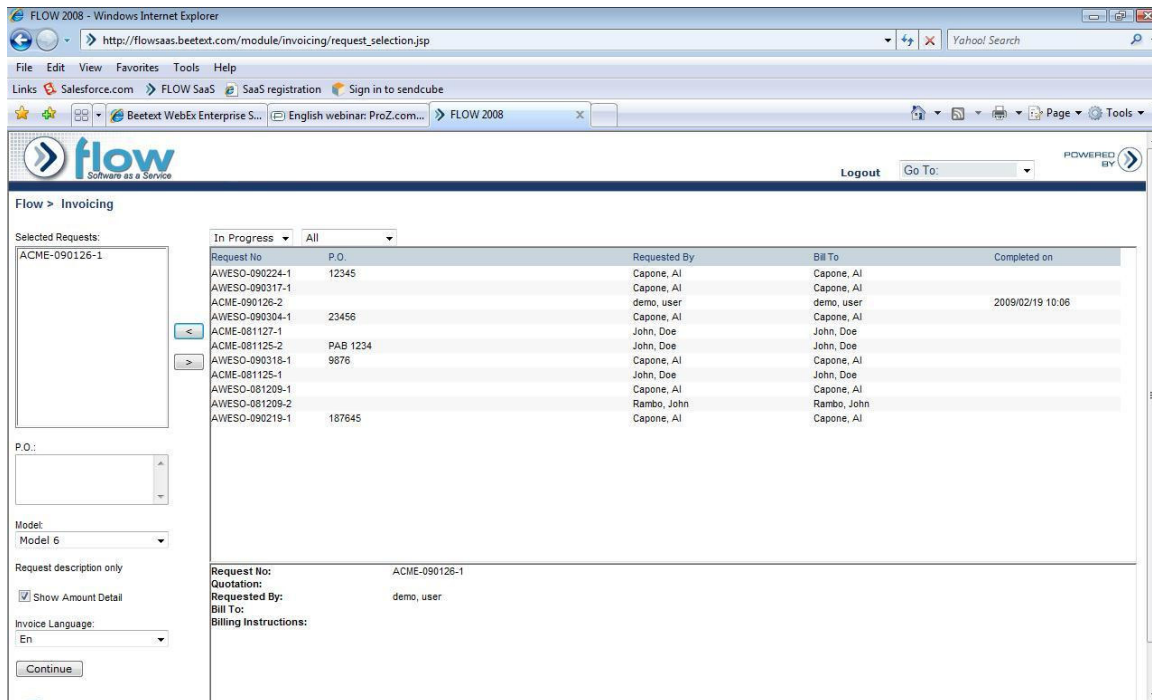 FLOW 2008 - Windows Internet Explorer
http://flowsaas.beetext.com/module/invoicing/request_selection.jsp
Yahoo! Search
File Edit View Favorites Tools Help
Links Salesforce.com FLOW SaaS SaaS registration Sign in to sendcube
Beetext WebEx Enterprise S... English webinar: ProZ.com... FLOW 2008 Page Tools
flow
Software as a Service
Logout Go To: POWERED BY
Flow > Invoicing
Selected Requests: In Progress All
ACME-090126-1
Request No P.O. Requested By Bill To Completed on
AWESO-090224-1 12345 Capone, Al Capone, Al
AWESO-090317-1 Capone, Al Capone, Al
ACME-090126-2 demo, user demo, user 2009/02/19 10:06
AWESO-090304-1 23456 Capone, Al Capone, Al
ACME-081127-1 John, Doe John, Doe
ACME-081125-2 PAB 1234 John, Doe John, Doe
AWESO-090318-1 9876 Capone, Al Capone, Al
ACME-081125-1 John, Doe John, Doe
AWESO-081209-1 Capone, Al Capone, Al
AWESO-081209-2 Rambo, John Rambo, John
AWESO-090219-1 187645 Capone, Al Capone, Al
<
>
P.O.:
Model:
Model 6
Request description only
Show Amount Detail
Invoice Language:
En
Continue
Request No: ACME-090126-1
Quotation:
Requested By: demo, user
Bill To:
Billing Instructions: